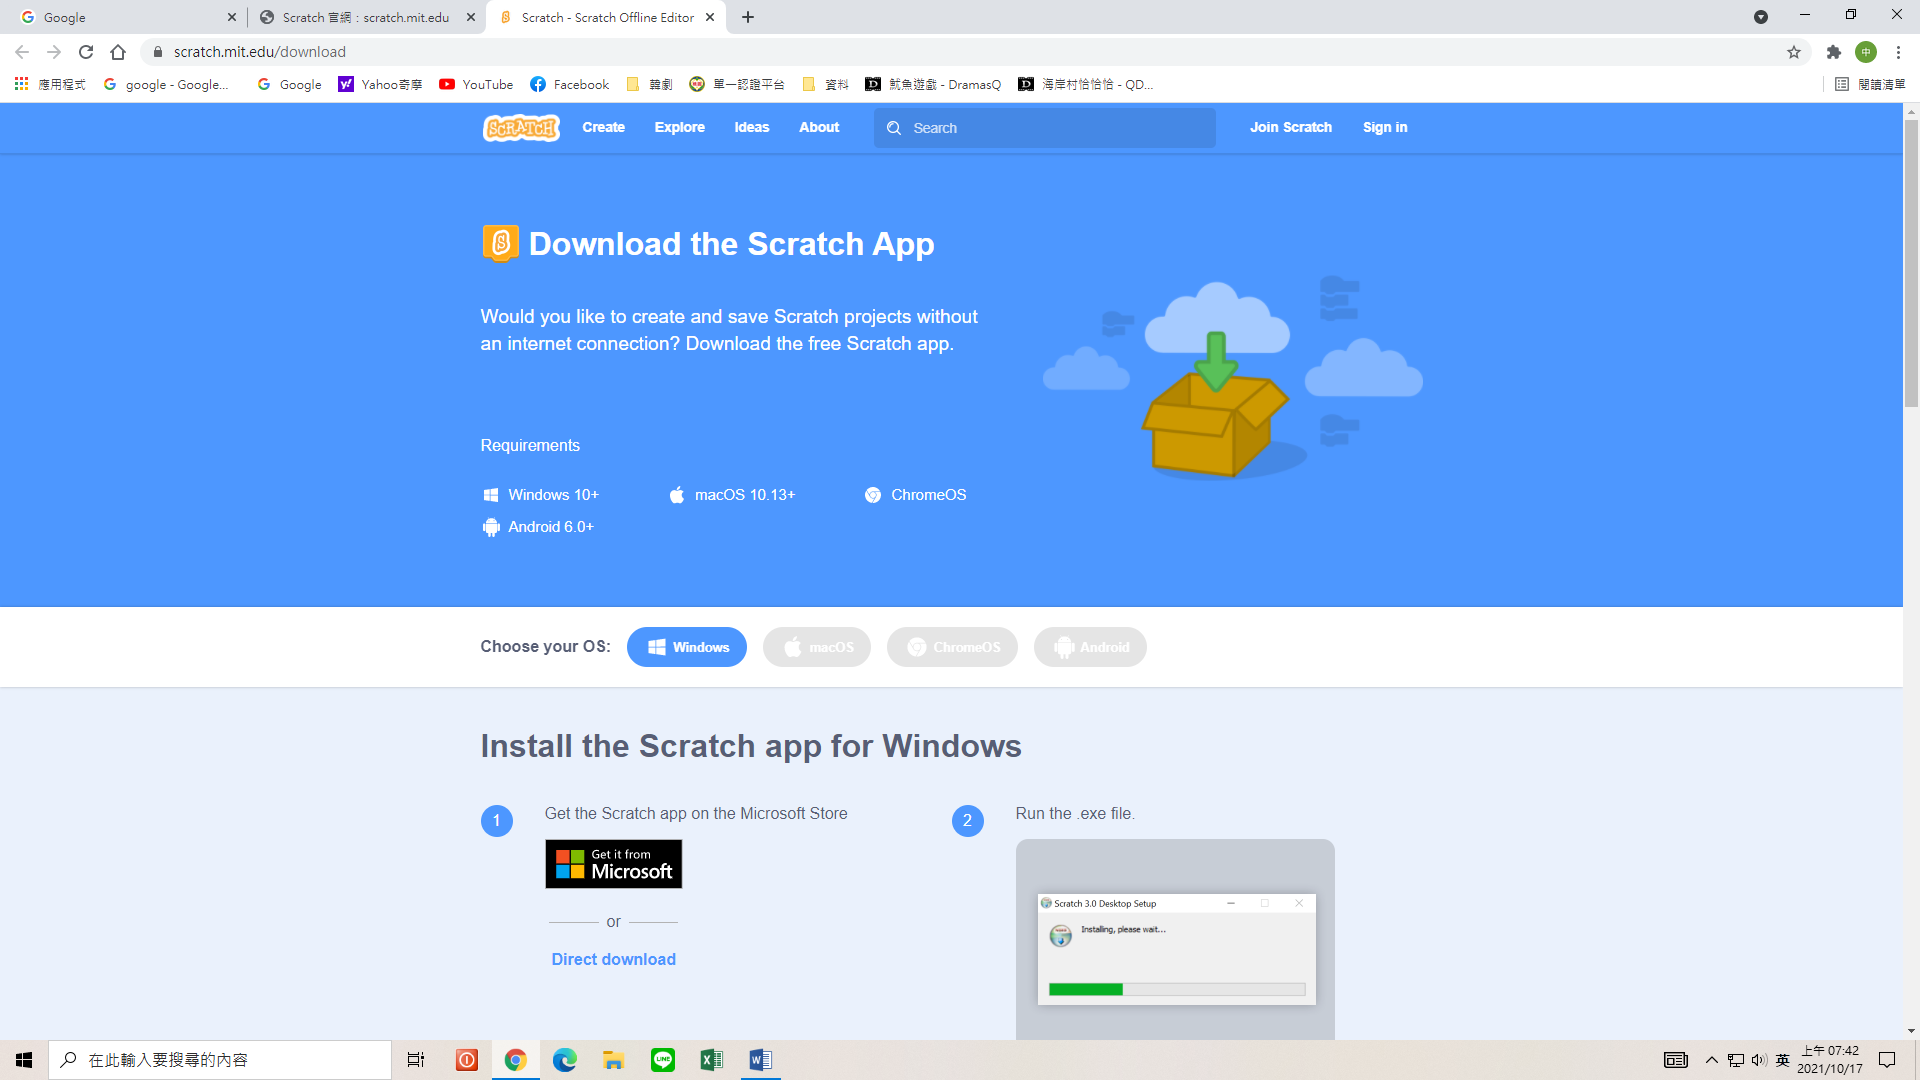 Google
Scratch 官網：scratch.mit.edu
Scratch - Scratch Offline Editor
scratch.mit.edu/download
中
應用程式
google - Google...
Google
Yahoo奇摩
YouTube
Facebook
韓劇
單一認證平台
資料
魷魚遊戲 - DramasQ
海岸村恰恰恰 - QD...
閱讀清單
SCRATCH
Create
Explore
Ideas
About
Search
Join Scratch
Sign in
Download the Scratch App
Would you like to create and save Scratch projects without
an internet connection? Download the free Scratch app.
Requirements
Windows 10+
macOS 10.13+
ChromeOS
Android 6.0+
Choose your OS:
Windows
macOS
ChromeOS
Android
Install the Scratch app for Windows
1
Get the Scratch app on the Microsoft Store
Get it from
Microsoft
or
Direct download
2
Run the .exe file.
Scratch 3.0 Desktop Setup
Installing, please wait...
在此輸入要搜尋的內容
英
上午 07:42
2021/10/17